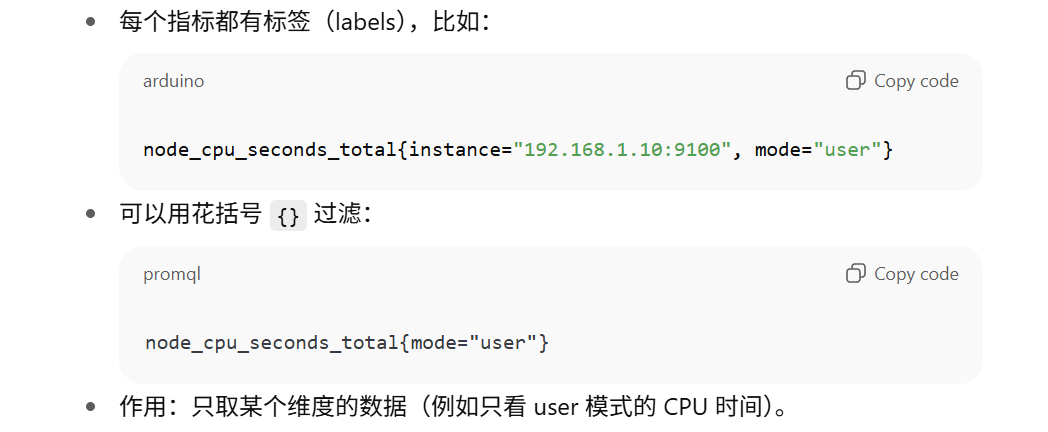 每个指标都有标签（labels），比如：
arduino Copy code
node_cpu_seconds_total{instance="192.168.1.10:9100", mode="user"}
可以用花括号 {} 过滤：
promql Copy code
node_cpu_seconds_total{mode="user"}
作用：只取某个维度的数据（例如只看 user 模式的 CPU 时间）。